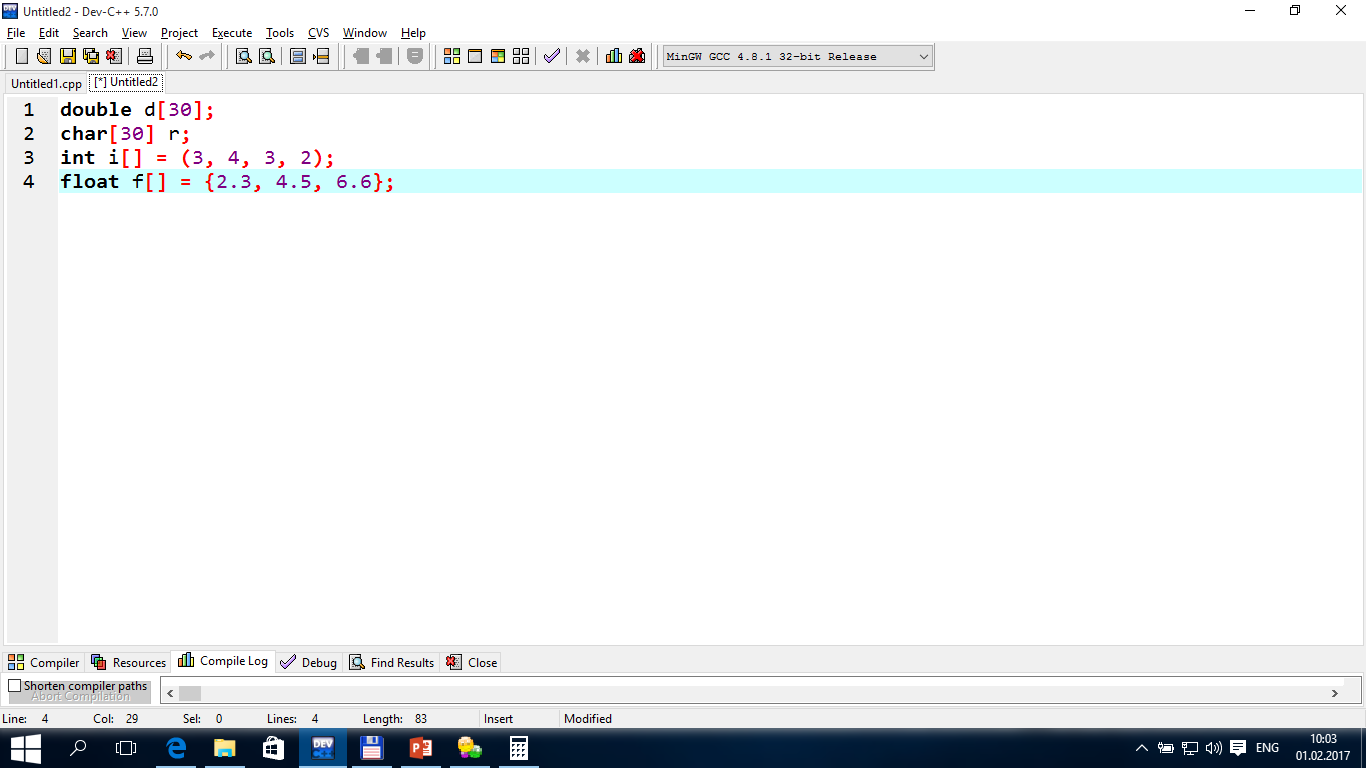 Untitled2 - Dev-C++ 5.7.0
File Edit Search View Project Execute Tools CVS Window Help
MinGW GCC 4.8.1 32-bit Release
Untitled1.cpp [*] Untitled2
1 double d[30];
2 char[30] r;
3 int i[] = (3, 4, 3, 2);
4 float f[] = {2.3, 4.5, 6.6};
Compiler Resources Compile Log Debug Find Results Close
Shorten compiler paths
Abort Compilation
Line: 4 Col: 29 Sel: 0 Lines: 4 Length: 83 Insert Modified
DEV C++ ENG 10:03
01.02.2017